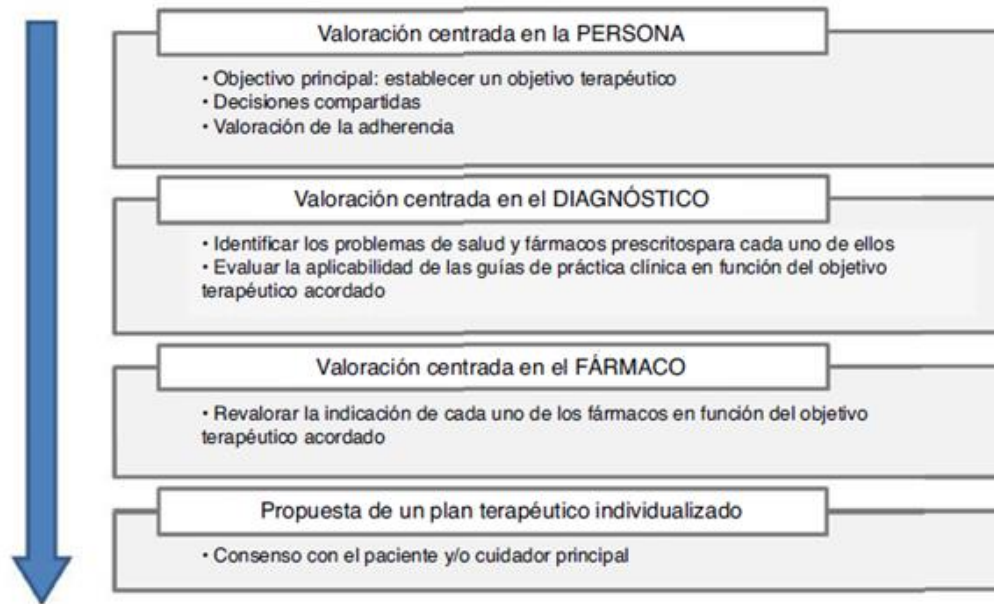 Valoración centrada en la PERSONA
• Objectivo principal: establecer un objetivo terapéutico
• Decisiones compartidas
• Valoración de la adherencia
Valoración centrada en el DIAGNÓSTICO
• Identificar los problemas de salud y fármacos prescritospara cada uno de ellos
• Evaluar la aplicabilidad de las guías de práctica clínica en función del objetivo
terapéutico acordado
Valoración centrada en el FÁRMACO
• Revalorar la indicación de cada uno de los fármacos en función del objetivo
terapéutico acordado
Propuesta de un plan terapéutico individualizado
• Consenso con el paciente y/o cuidador principal